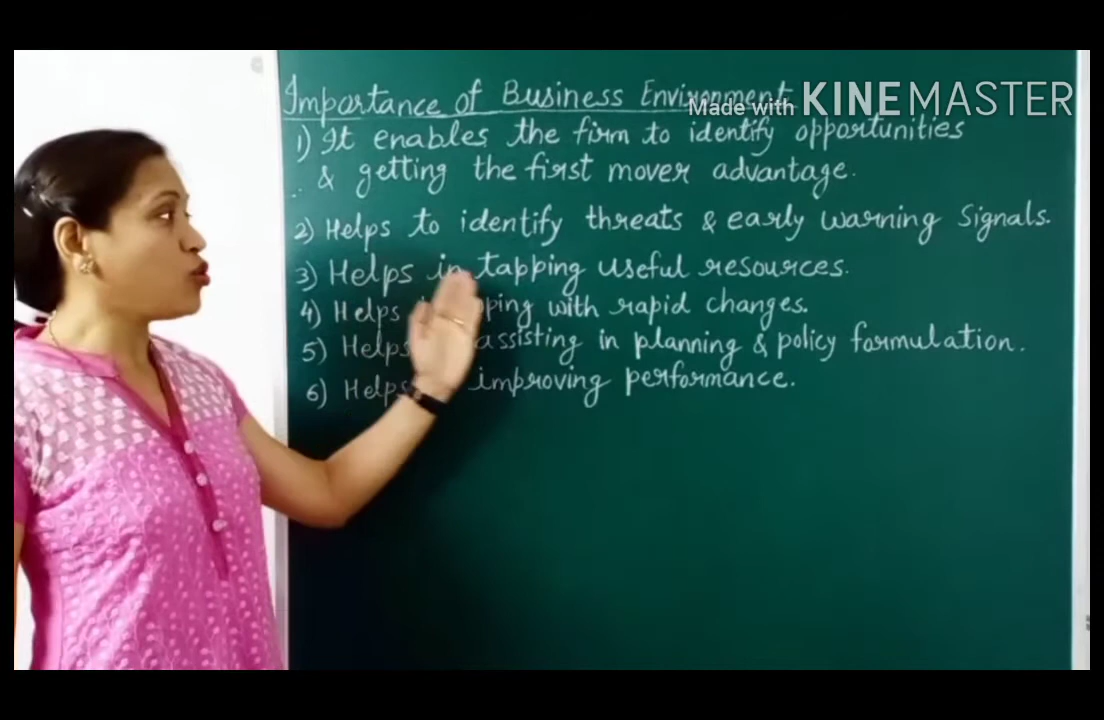 Importance of Business Environment
Made with KINEMASTER
1) It enables the firm to identify opportunities
& getting the first mover advantage.
2) Helps to identify threats & early warning Signals.
3) Helps in tapping useful resources.
4) Helps with rapid changes.
5) Helps assisting in planning & policy formulation.
6) Helps improving performance.